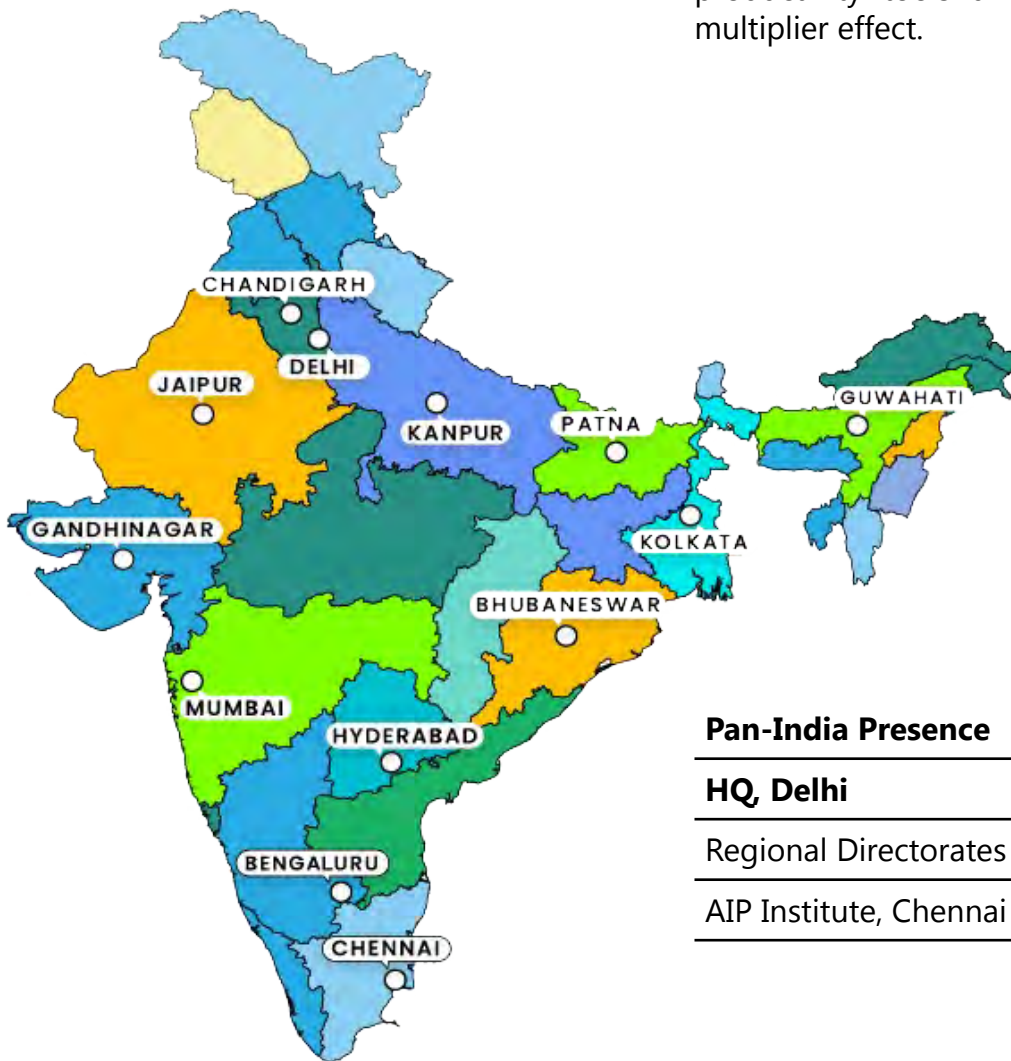 multiplier effect.
CHANDIGARH
DELHI
JAIPUR
KANPUR
PATNA
GUWAHATI
GANDHINAGAR
KOLKATA
BHUBANESWAR
MUMBAI
HYDERABAD
BENGALURU
CHENNAI
Pan-India Presence
HQ, Delhi
Regional Directorates
AIP Institute, Chennai